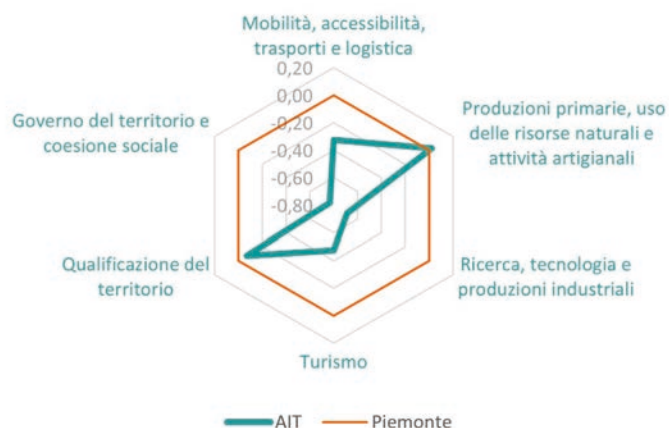 Mobilità, accessibilità,
trasporti e logistica
0,20
0,00
-0,20
-0,40
-0,60
-0,80
Produzioni primarie, uso
delle risorse naturali e
attività artigianali
Ricerca, tecnologia e
produzioni industriali
Turismo
Qualificazione del
territorio
Governo del territorio e
coesione sociale
AIT
Piemonte